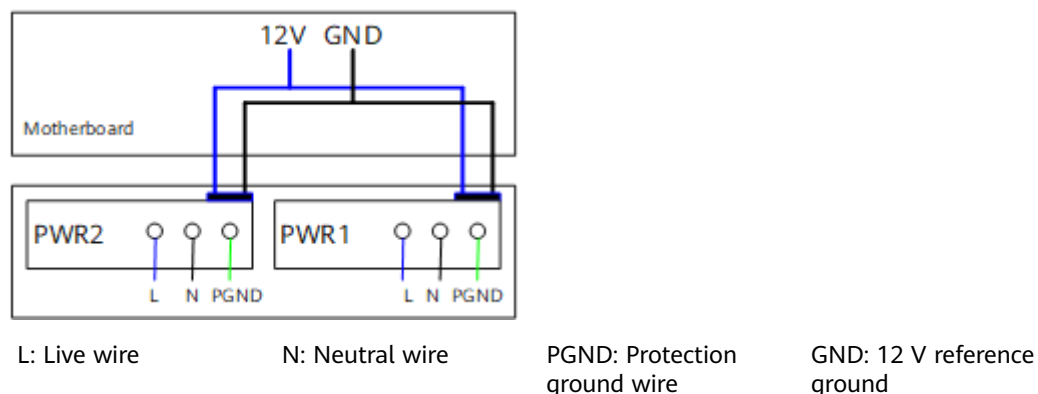 12V GND
Motherboard
PWR2
PWR1
L N PGND
L N PGND
L: Live wire
N: Neutral wire
PGND: Protection
ground wire
GND: 12 V reference
ground